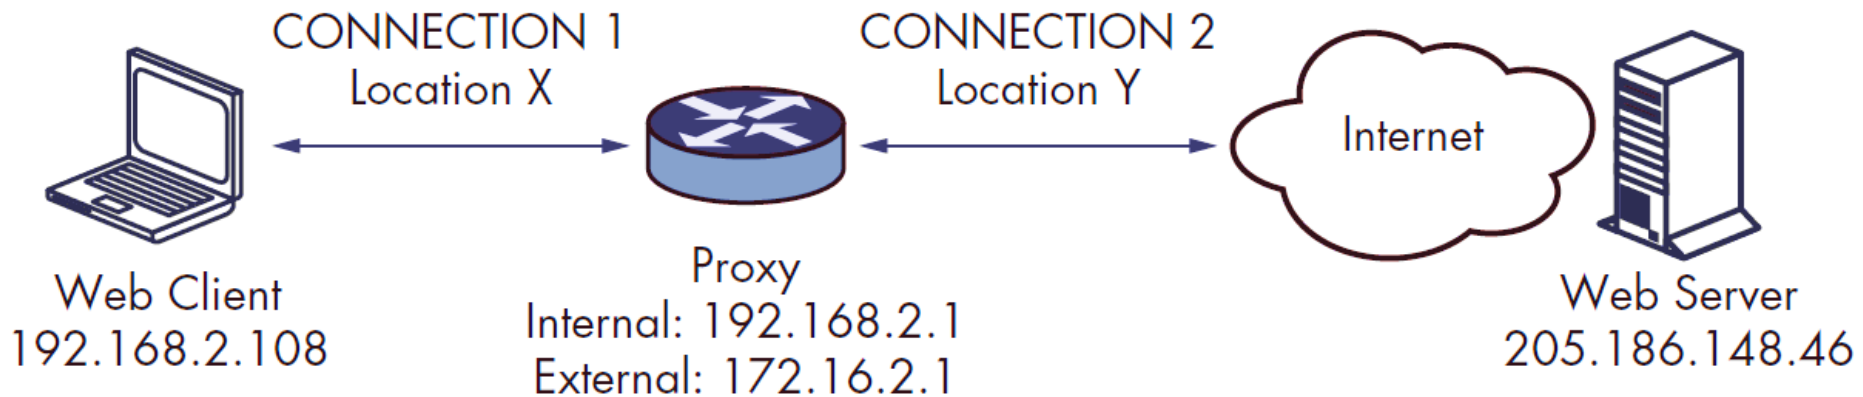 CONNECTION 1
Location X
CONNECTION 2
Location Y
Internet
Web Client
192.168.2.108
Proxy
Internal: 192.168.2.1
External: 172.16.2.1
Web Server
205.186.148.46